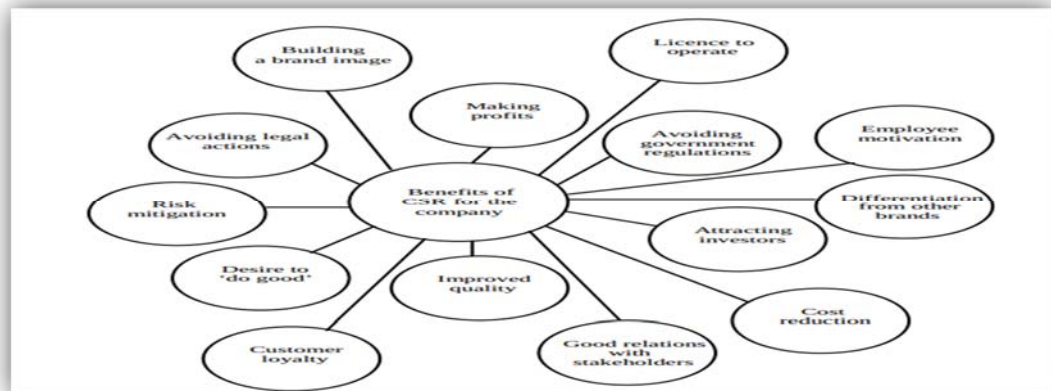 Building
a brand image
Licence to
operate
Making
profits
Avoiding legal
actions
Avoiding
government
regulations
Employee
motivation
Benefits of
CSR for the
company
Risk
mitigation
Differentiation
from other
brands
Attracting
investors
Desire to
‘do good’
Improved
quality
Cost
reduction
Customer
loyalty
Good relations
with
stakeholders